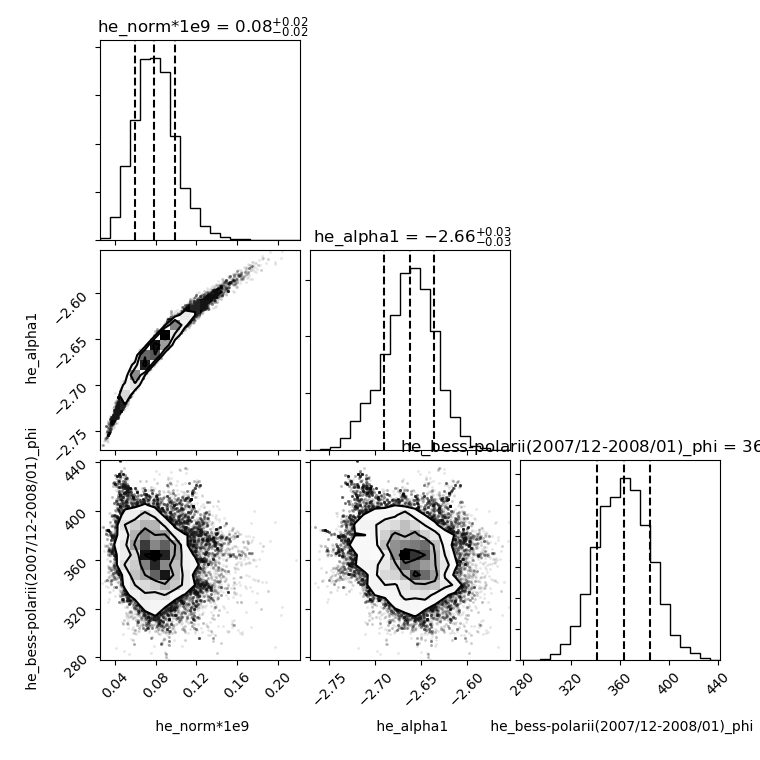 he_norm*1e9 = 0.08+0.02−0.02
he_alpha1 = −2.66+0.03−0.03
he_bess-polarii(2007/12-2008/01)_phi = 36
he_alpha1
−2.60
−2.65
−2.70
−2.75
he_bess-polarii(2007/12-2008/01)_phi
440
400
360
320
280
0.04 0.08 0.12 0.16 0.20
−2.75 −2.70 −2.65 −2.60
280 320 360 400 440
he_norm*1e9
he_alpha1
he_bess-polarii(2007/12-2008/01)_phi